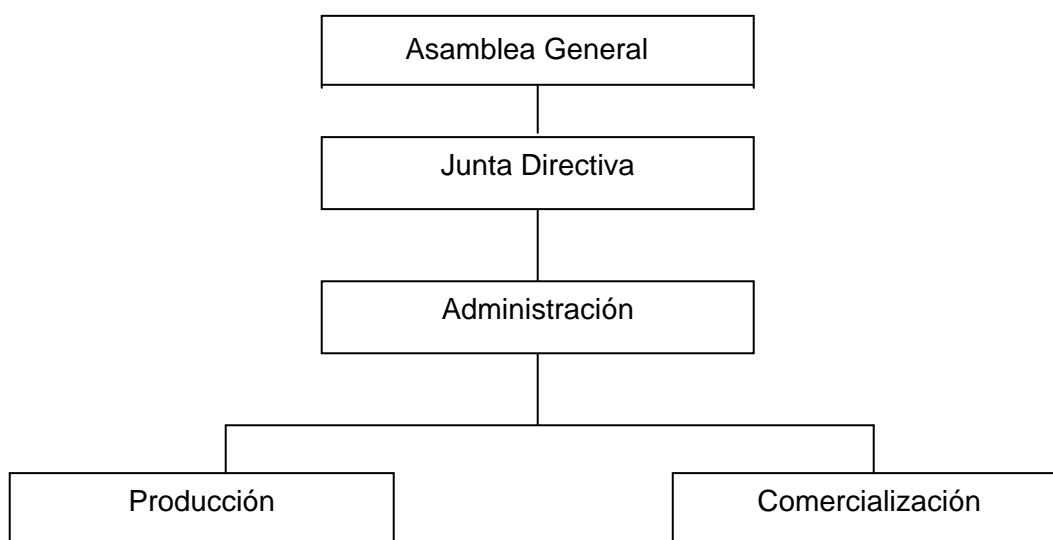 Asamblea General
Junta Directiva
Administración
Producción
Comercialización